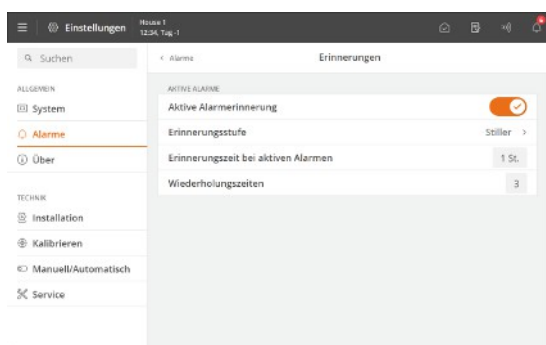 Einstellungen
House 1
12:34, Tag -1
Suchen
Alarme
Erinnerungen
ALLGEMEIN
System
Alarme
Über
TECHNIK
Installation
Kalibrieren
Manuell/Automatisch
Service
AKTIVE ALARME
Aktive Alarmerinnerung
Erinnerungsstufe
Stiller
Erinnerungszeit bei aktiven Alarmen
1 St.
Wiederholungszeiten
3